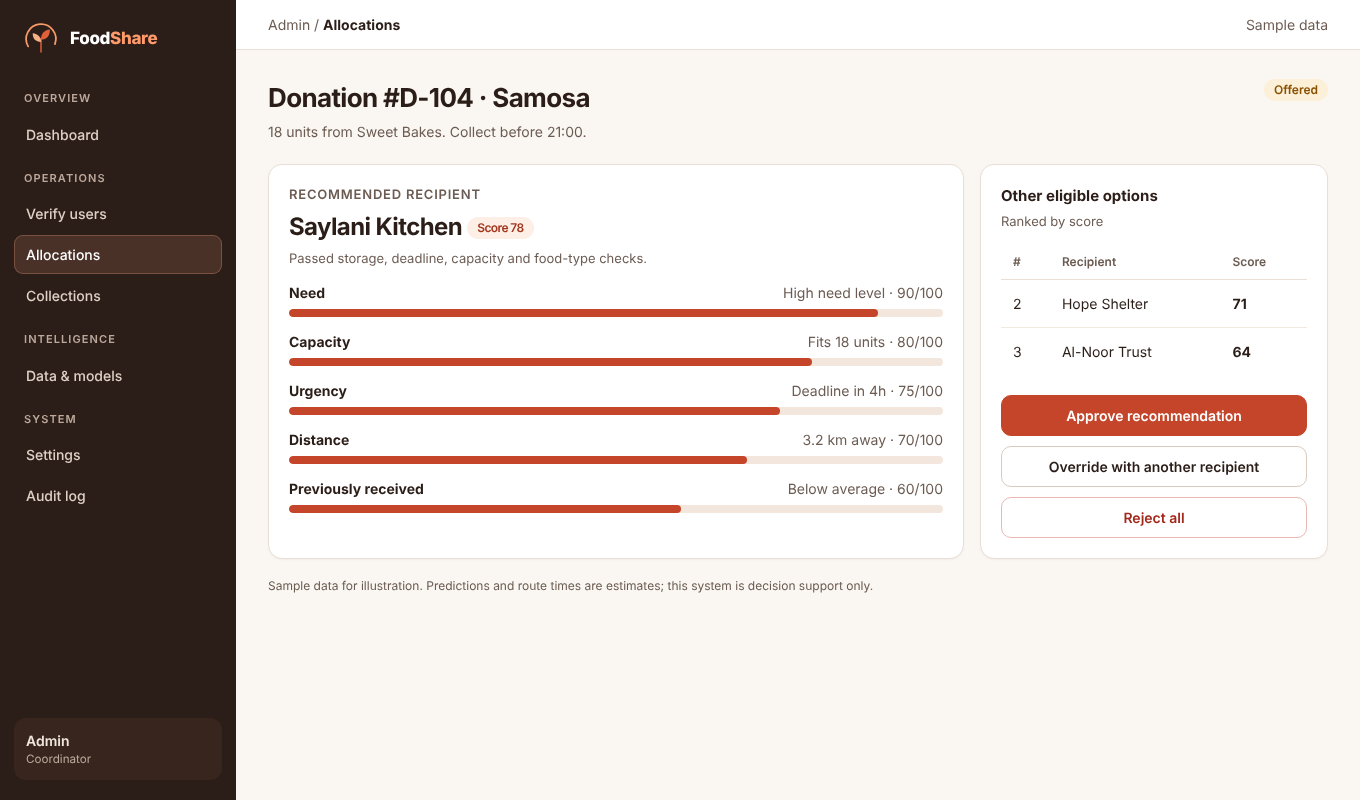 FoodShare
OVERVIEW
Dashboard
OPERATIONS
Verify users
Allocations
Collections
INTELLIGENCE
Data & models
SYSTEM
Settings
Audit log
Admin
Coordinator
Admin / Allocations
Sample data
Donation #D-104 · Samosa
Offered
18 units from Sweet Bakes. Collect before 21:00.
RECOMMENDED RECIPIENT
Saylani Kitchen Score 78
Passed storage, deadline, capacity and food-type checks.
Need High need level · 90/100
Capacity Fits 18 units · 80/100
Urgency Deadline in 4h · 75/100
Distance 3.2 km away · 70/100
Previously received Below average · 60/100
Other eligible options
Ranked by score
# Recipient Score
2 Hope Shelter 71
3 Al-Noor Trust 64
Approve recommendation
Override with another recipient
Reject all
Sample data for illustration. Predictions and route times are estimates; this system is decision support only.